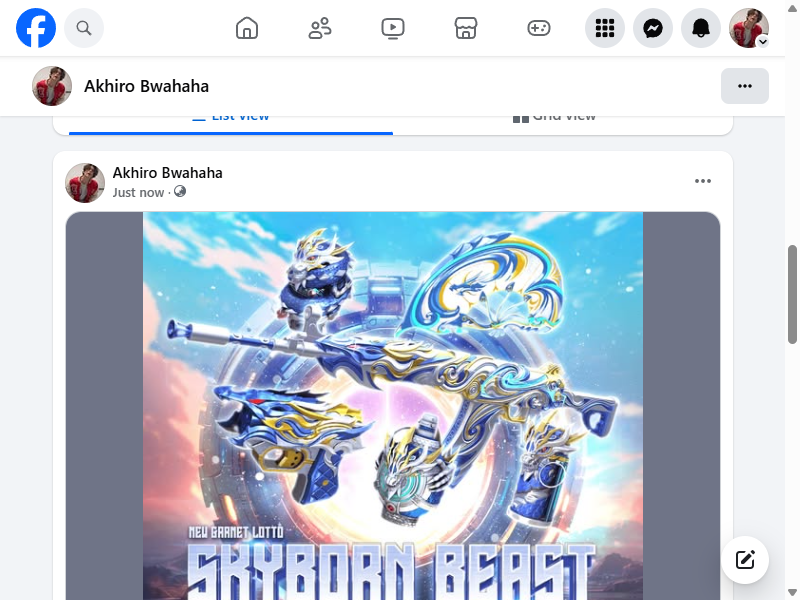 Akhiro Bwahaha
List view
Grid view
Akhiro Bwahaha
Just now ·
NEW GARNET LOTTO
SKYBORN BEAST